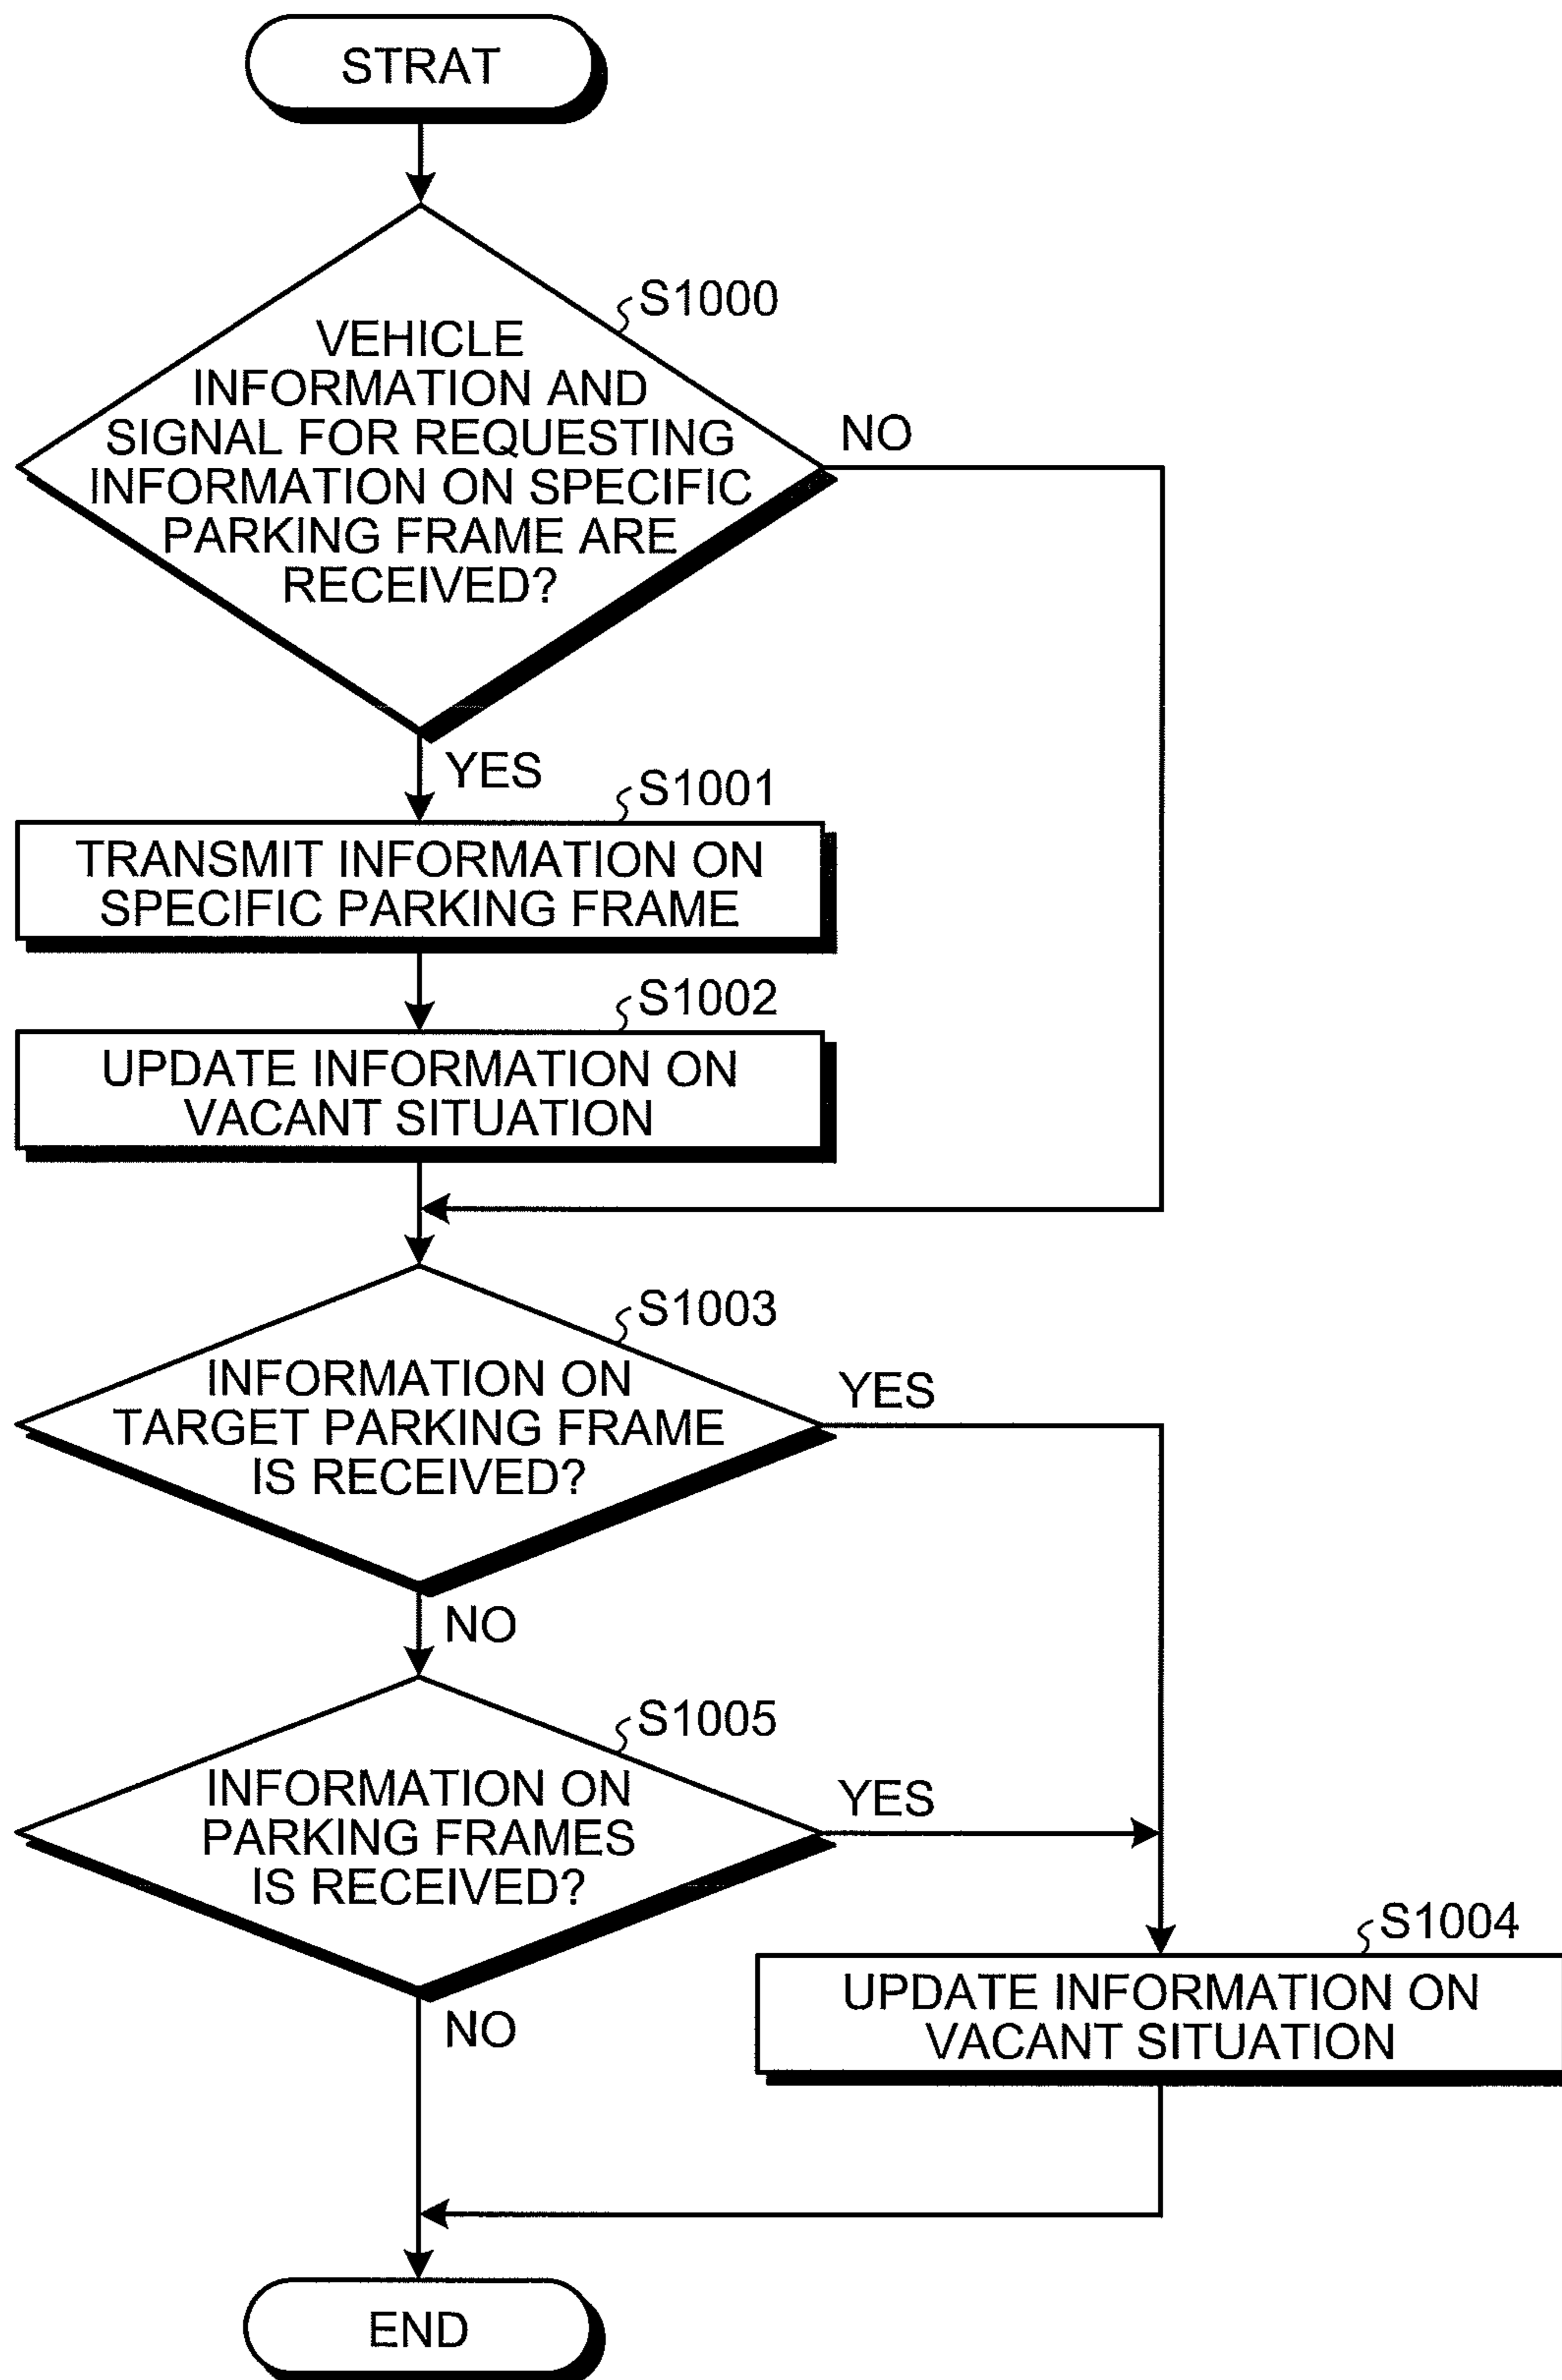 STRAT
S1000
VEHICLE
INFORMATION AND
SIGNAL FOR REQUESTING
INFORMATION ON SPECIFIC
PARKING FRAME ARE
RECEIVED?
NO
YES
S1001
TRANSMIT INFORMATION ON
SPECIFIC PARKING FRAME
S1002
UPDATE INFORMATION ON
VACANT SITUATION
S1003
INFORMATION ON
TARGET PARKING FRAME
IS RECEIVED?
YES
NO
S1005
INFORMATION ON
PARKING FRAMES
IS RECEIVED?
YES
NO
S1004
UPDATE INFORMATION ON
VACANT SITUATION
END